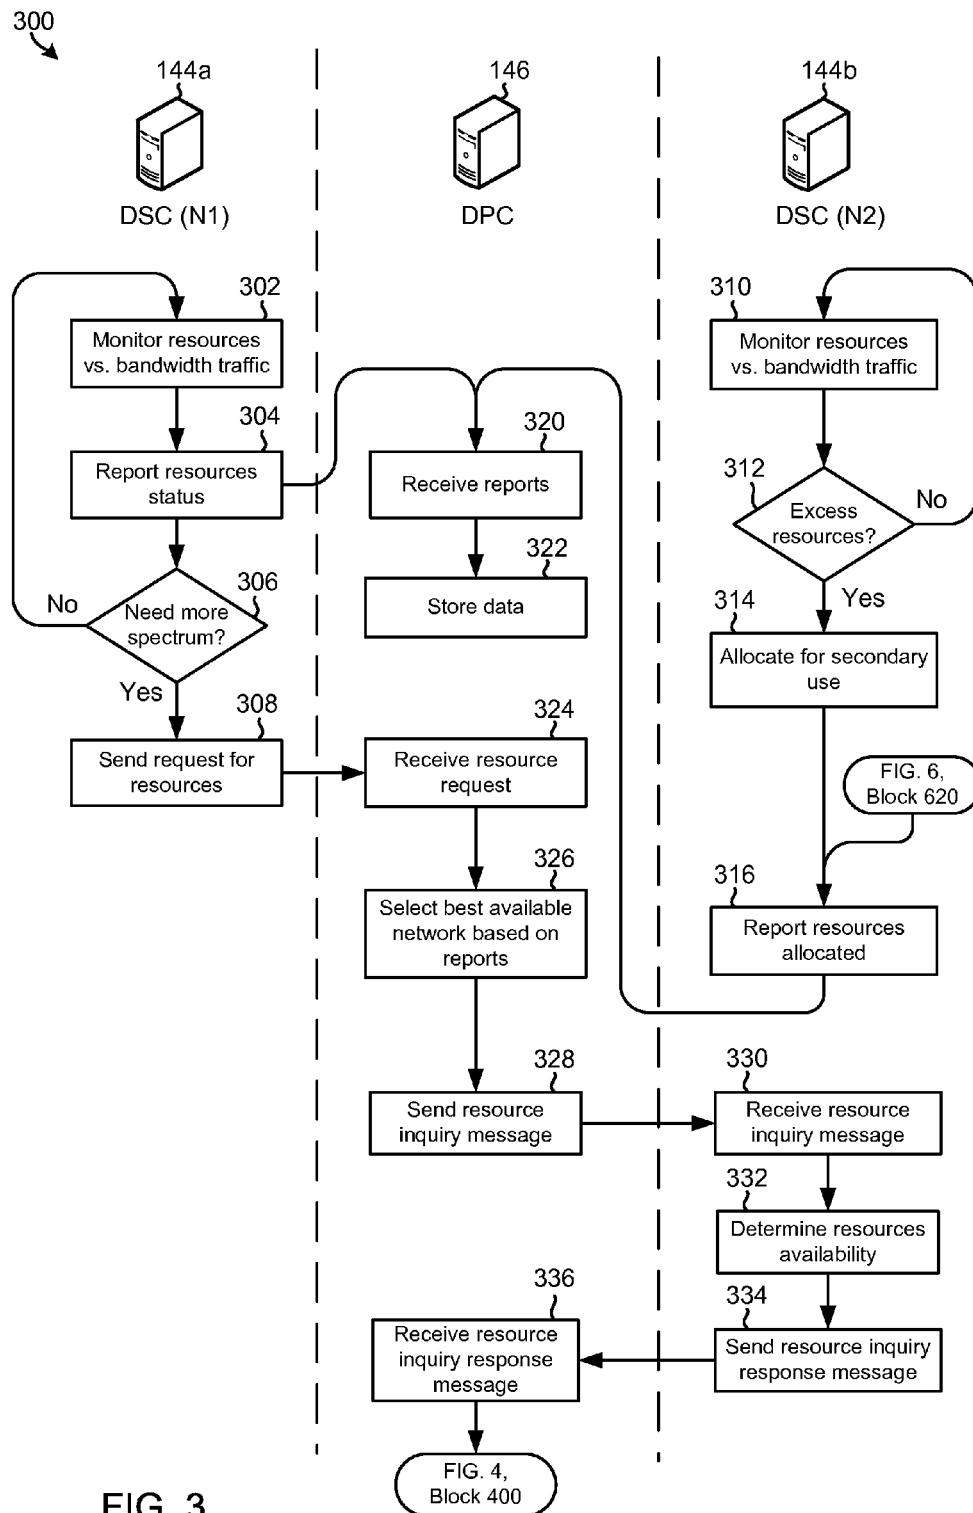 300
144a
146
144b
DSC (N1)
DPC
DSC (N2)
302
Monitor resources
vs. bandwidth traffic
304
Report resources
status
306
Need more
spectrum?
No
Yes
308
Send request for
resources
320
Receive reports
322
Store data
324
Receive resource
request
326
Select best available
network based on
reports
328
Send resource
inquiry message
310
Monitor resources
vs. bandwidth traffic
312
Excess
resources?
No
Yes
314
Allocate for secondary
use
FIG. 6,
Block 620
316
Report resources
allocated
330
Receive resource
inquiry message
332
Determine resources
availability
334
Send resource inquiry
response message
336
Receive resource
inquiry response
message
FIG. 4,
Block 400
FIG. 3